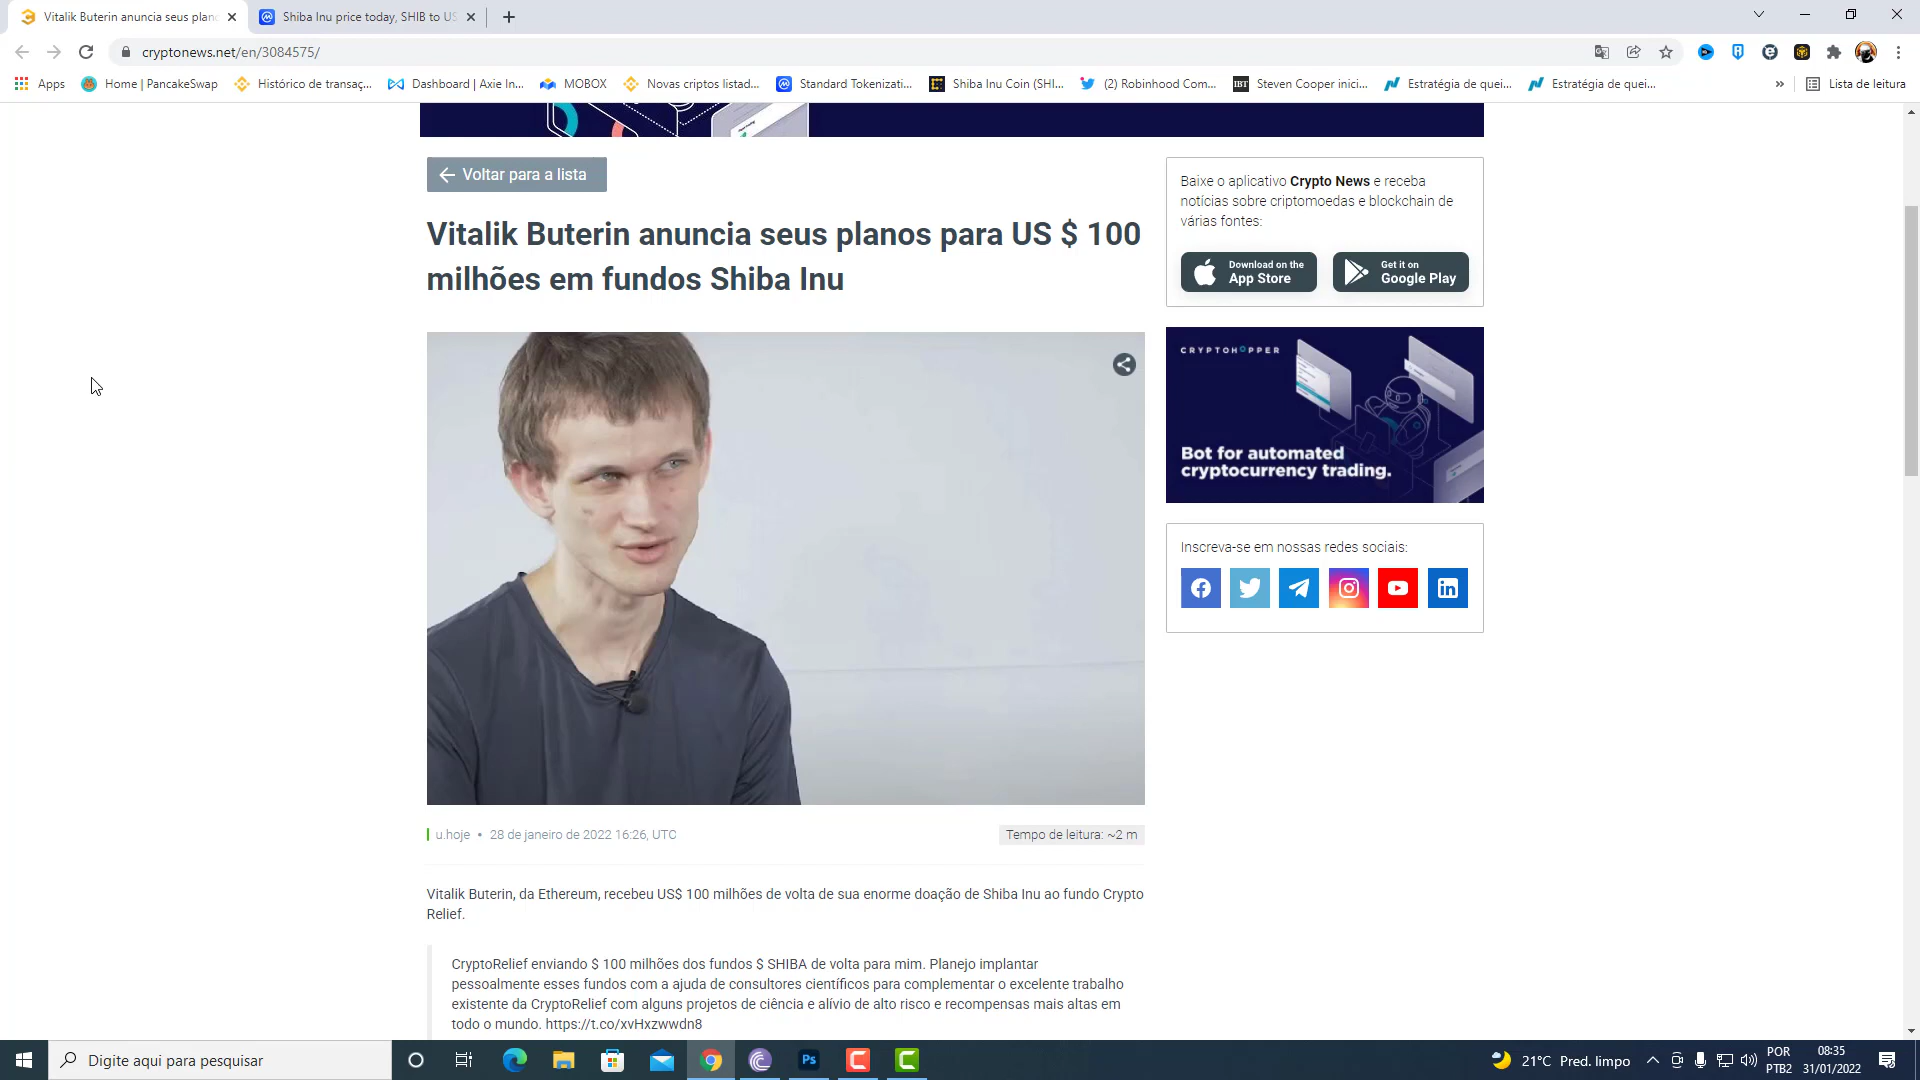 Vitalik Buterin anuncia seus plano
Shiba Inu price today, SHIB to US
cryptonews.net/en/3084575/
Apps
Home | PancakeSwap
Histórico de transaç...
Dashboard | Axie In...
MOBOX
Novas criptos listad...
Standard Tokenizati...
Shiba Inu Coin (SHI...
(2) Robinhood Com...
IBT
Steven Cooper inici...
Estratégia de quei...
Estratégia de quei...
»
Lista de leitura
Voltar para a lista
Vitalik Buterin anuncia seus planos para US $ 100
milhões em fundos Shiba Inu
Baixe o aplicativo Crypto News e receba
notícias sobre criptomoedas e blockchain de
várias fontes:
Download on the
App Store
Get it on
Google Play
CRYPTOHOPPER
Bot for automated
cryptocurrency trading.
Inscreva-se em nossas redes sociais:
u.hoje • 28 de janeiro de 2022 16:26, UTC
Tempo de leitura: ~2 m
Vitalik Buterin, da Ethereum, recebeu US$ 100 milhões de volta de sua enorme doação de Shiba Inu ao fundo Crypto
Relief.
CryptoRelief enviando $ 100 milhões dos fundos $ SHIBA de volta para mim. Planejo implantar
pessoalmente esses fundos com a ajuda de consultores científicos para complementar o excelente trabalho
existente da CryptoRelief com alguns projetos de ciência e alívio de alto risco e recompensas mais altas em
todo o mundo. https://t.co/xvHxzwwdn8
Digite aqui para pesquisar
Ps
21°C Pred. limpo
POR
PTB2
08:35
31/01/2022